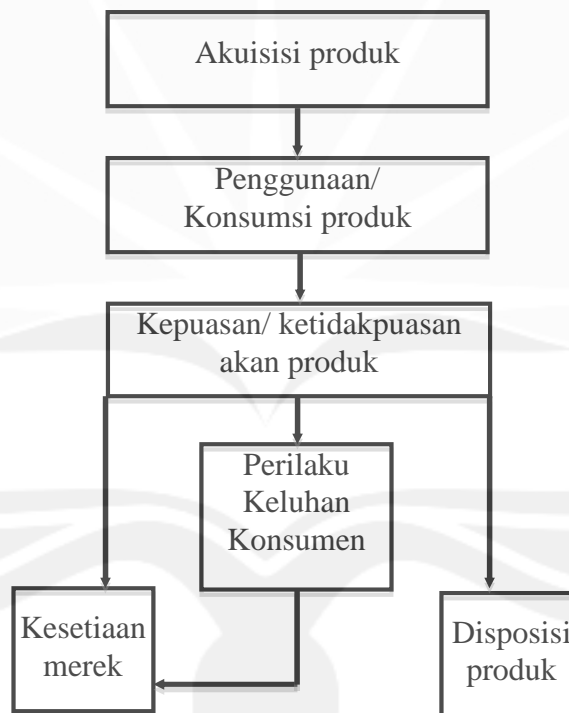 Akuisisi produk
Penggunaan/
Konsumsi produk
Kepuasan/ ketidakpuasan
akan produk
Perilaku
Keluhan
Konsumen
Kesetiaan
merek
Disposisi
produk